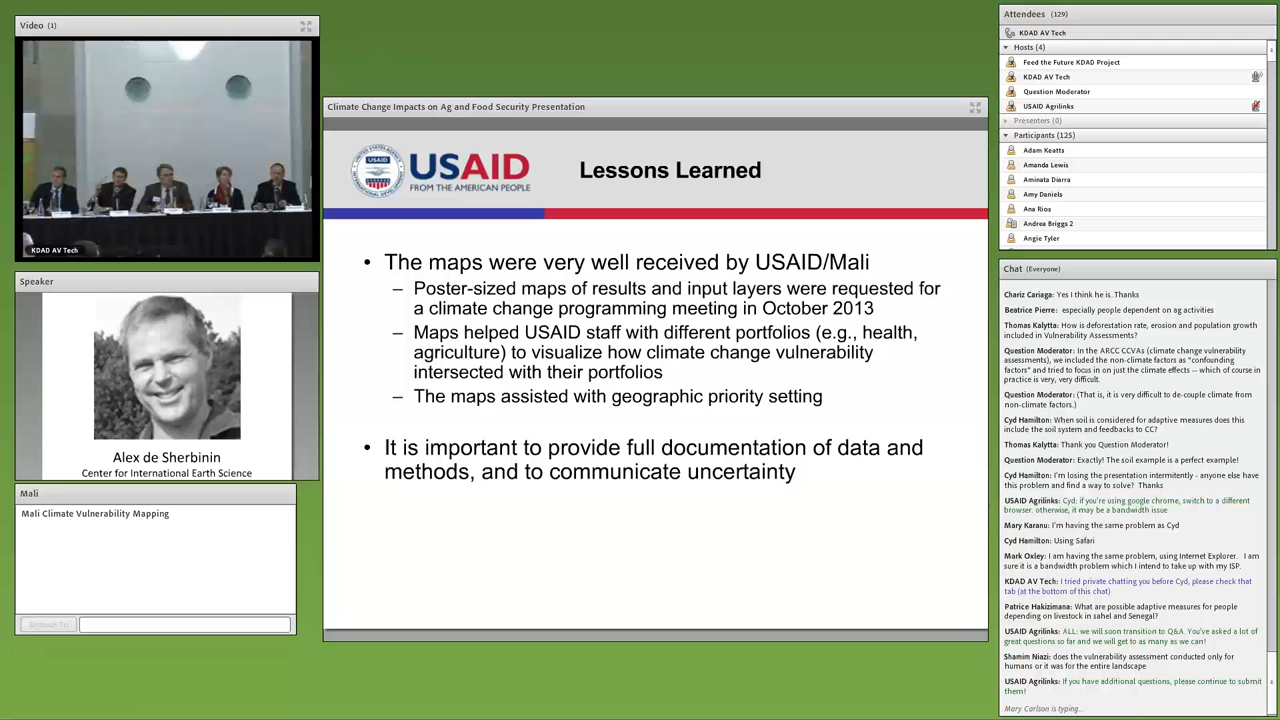 Video (1)
KDAD AV Tech
Speaker
Alex de Sherbinin
Center for International Earth Science
Mali
Mali Climate Vulnerability Mapping
Browse To
Climate Change Impacts on Ag and Food Security Presentation
USAID
USAID
FROM THE AMERICAN PEOPLE
Lessons Learned
• The maps were very well received by USAID/Mali
– Poster-sized maps of results and input layers were requested for
a climate change programming meeting in October 2013
– Maps helped USAID staff with different portfolios (e.g., health,
agriculture) to visualize how climate change vulnerability
intersected with their portfolios
– The maps assisted with geographic priority setting
• It is important to provide full documentation of data and
methods, and to communicate uncertainty
Attendees (129)
KDAD AV Tech
Hosts (4)
Feed the Future KDAD Project
KDAD AV Tech
Question Moderator
USAID Agrilinks
Presenters (0)
Participants (125)
Adam Keatts
Amanda Lewis
Aminata Diarra
Amy Daniels
Ana Rios
Andrea Briggs 2
Angie Tyler
Chat (Everyone)
Chariz Cariaga: Yes I think he is..Thanks
Beatrice Pierre: especially people dependent on ag activities
Thomas Kalytta: How is deforestation rate, erosion and population growth
included in Vulnerability Assessments?
Question Moderator: In the ARCC CCVAs (climate change vulnerability
assessments), we included the non-climate factors as "confounding
factors" and tried to focus in on just the climate effects -- which of course in
practice is very, very difficult.
Question Moderator: (That is, it is very difficult to de-couple climate from
non-climate factors.)
Cyd Hamilton: When soil is considered for adaptive measures does this
include the soil system and feedbacks to CC?
Thomas Kalytta: Thank you Question Moderator!
Question Moderator: Exactly! The soil example is a perfect example!
Cyd Hamilton: I'm losing the presentation intermitently - anyone else have
this problem and find a way to solve? Thanks
USAID Agrilinks: Cyd: if you're using google chrome, switch to a different
browser. otherwise, it may be a bandwidth issue
Mary Karanu: I'm having the same problem as Cyd
Cyd Hamilton: Using Safari
Mark Oxley: I am having the same problem, using Internet Explorer. I am
sure it is a bandwidth problem which I intend to take up with my ISP.
KDAD AV Tech: I tried private chatting you before Cyd, please check that
tab (at the bottom of this chat)
Patrice Hakizimana: What are possible adaptive measures for people
depending on livestock in sahel and Senegal?
USAID Agrilinks: ALL: we will soon transition to Q&A. You've asked a lot of
great questions so far and we will get to as many as we can!
Shamim Niazi: does the vulnerability assessment conducted only for
humans or it was for the entire landscape
USAID Agrilinks: If you have additional questions, please continue to submit
them!
Mary Carlson is typing...